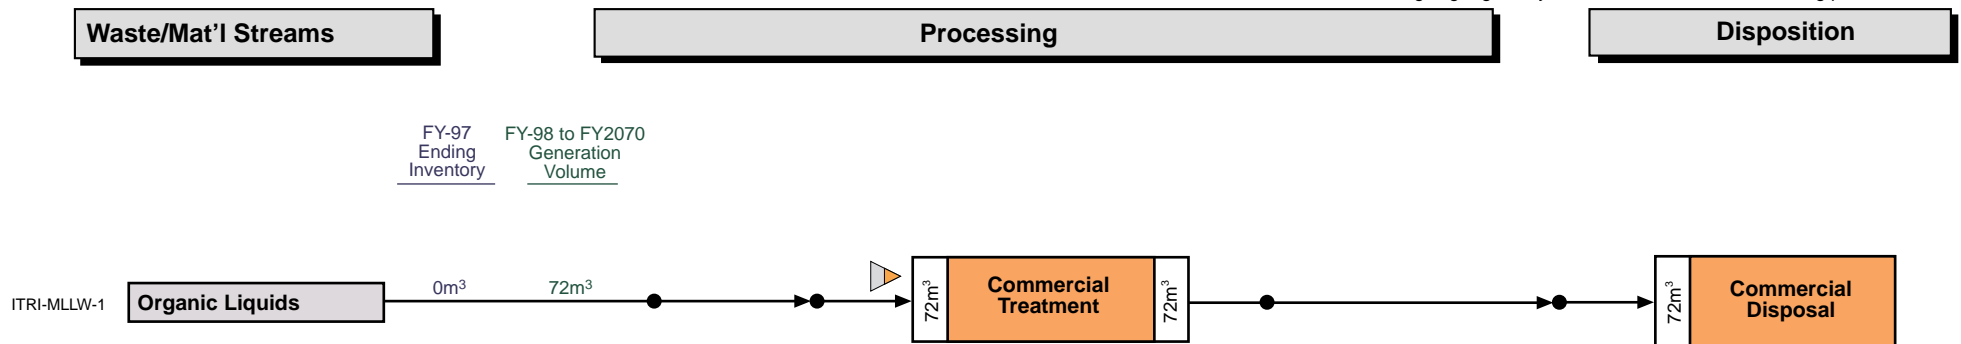 Waste/Mat'l Streams
Processing
Disposition
FY-97
Ending
Inventory
FY-98 to FY2070
Generation
Volume
ITRI-MLLW-1
Organic Liquids
0m³
72m³
72m³
Commercial
Treatment
72m³
72m³
Commercial
Disposal